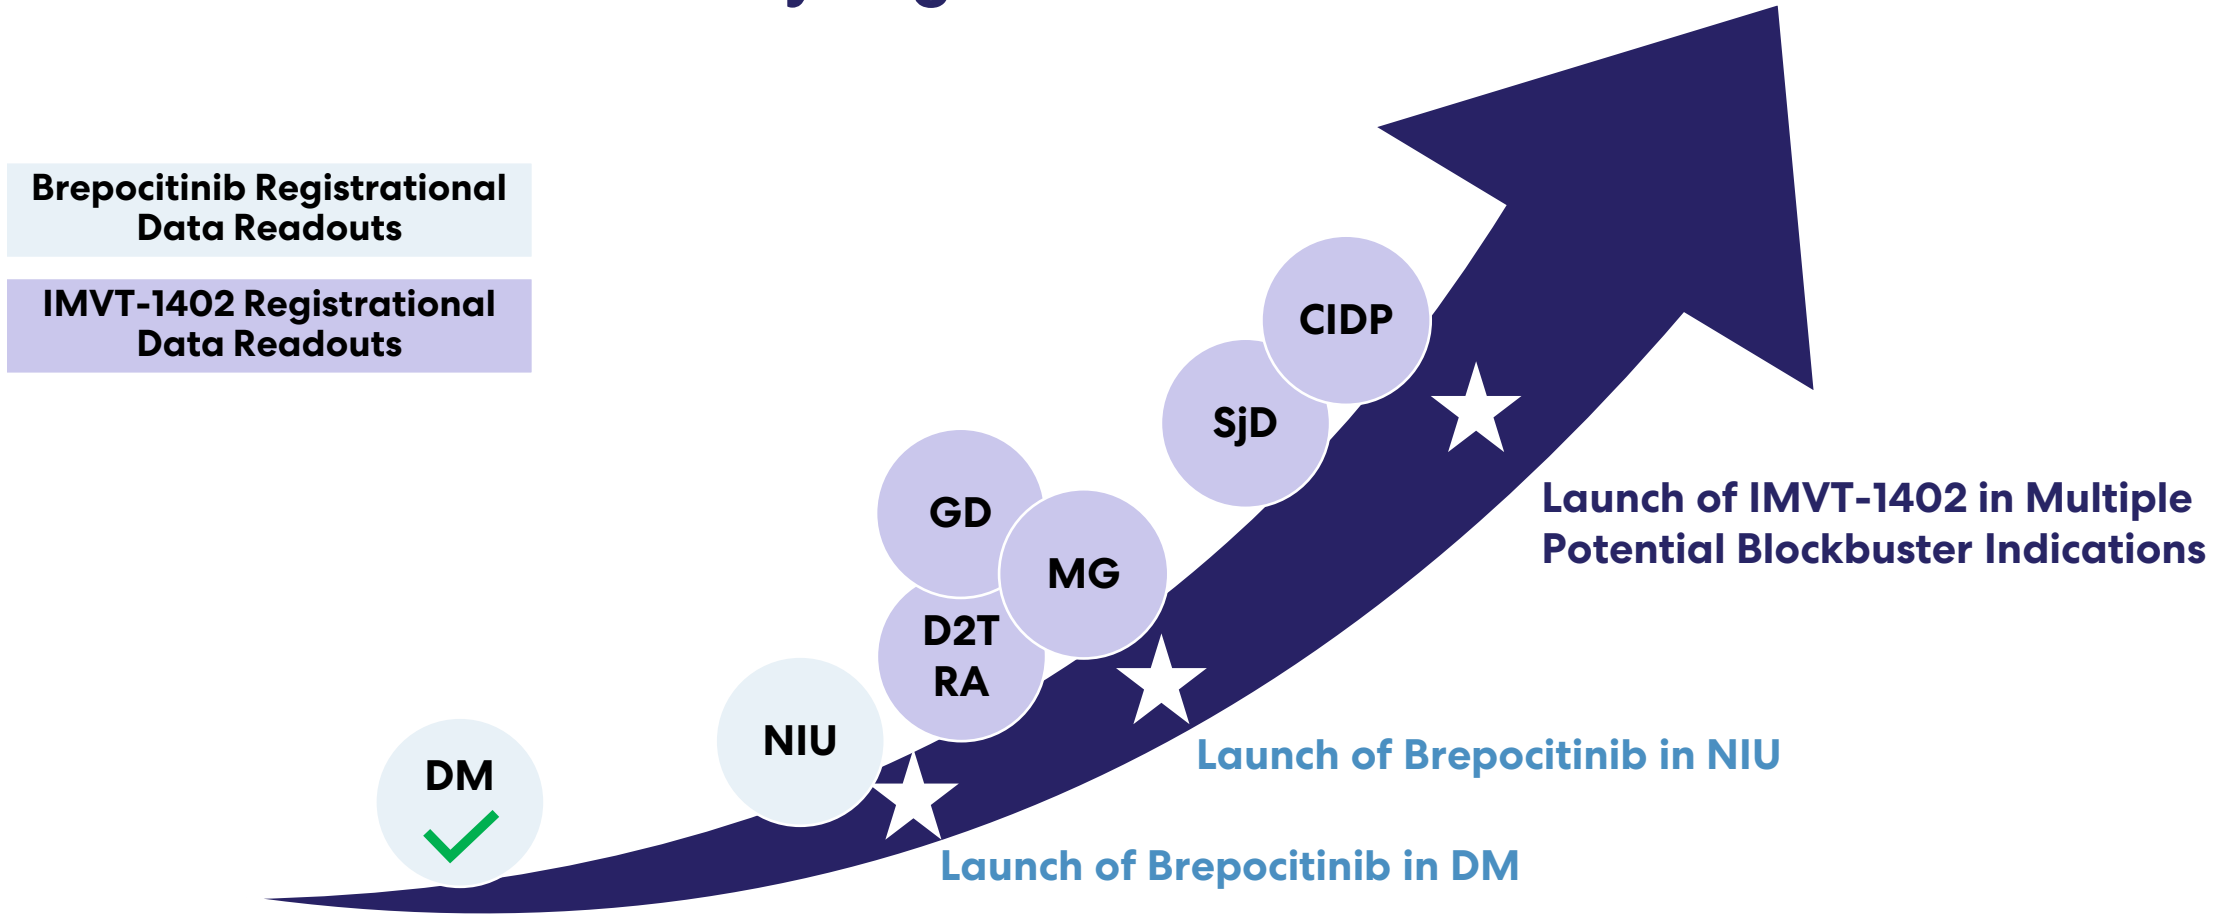 Brepocitinib Registrational
Data Readouts
IMVT-1402 Registrational
Data Readouts
CIDP
SjD
GD
MG
D2T
RA
NIU
DM
Launch of IMVT-1402 in Multiple
Potential Blockbuster Indications
Launch of Brepocitinib in NIU
Launch of Brepocitinib in DM